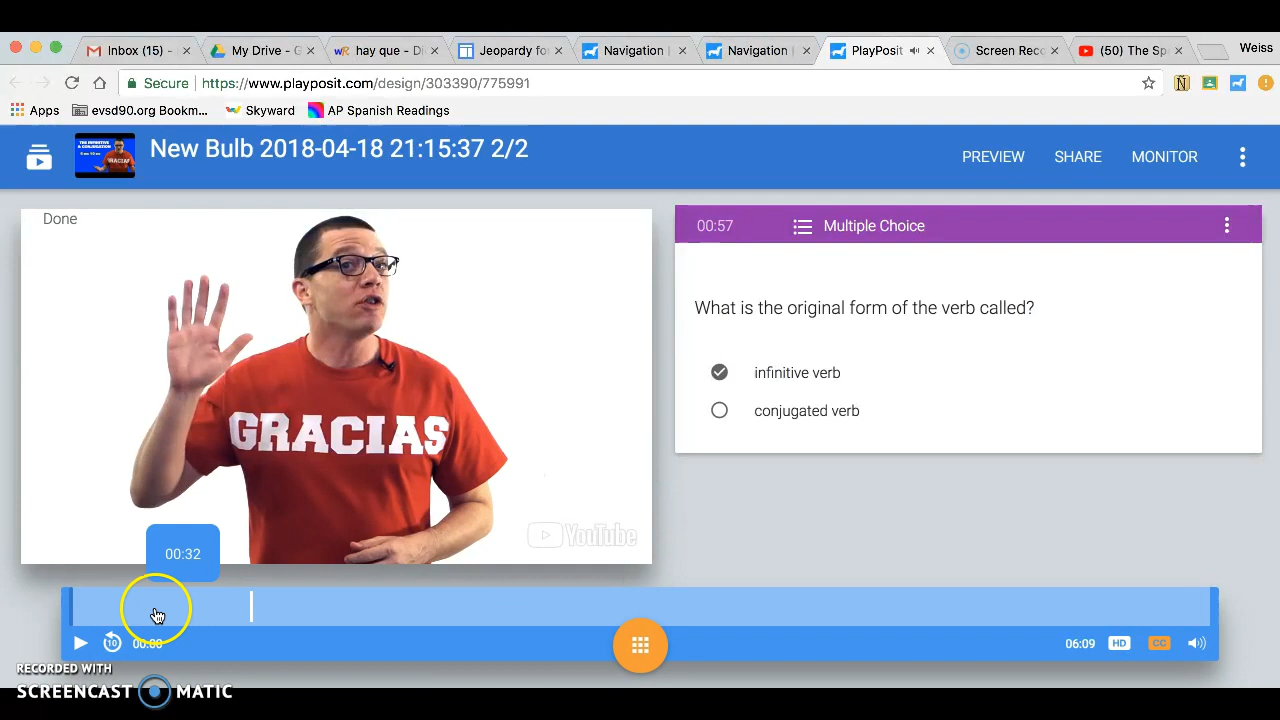 Inbox (15) -
My Drive - G
hay que - Di
Jeopardy fo
Navigation |
Navigation |
PlayPosit
Screen Reco
(50) The Sp
Weiss
Secure
https://www.playposit.com/design/303390/775991
Apps
evsd90.org Bookm...
Skyward
AP Spanish Readings
New Bulb 2018-04-18 21:15:37 2/2
PREVIEW
SHARE
MONITOR
Done
GRACIAS
YouTube
00:57
Multiple Choice
What is the original form of the verb called?
infinitive verb
conjugated verb
00:32
10
00:00
06:09
HD
CC
RECORDED WITH
SCREENCAST MATIC